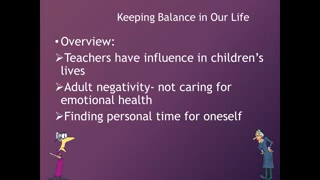 Keeping Balance in Our Life
• Overview:
➢Teachers have influence in children's
lives
➢Adult negativity- not caring for
emotional health
➢Finding personal time for oneself